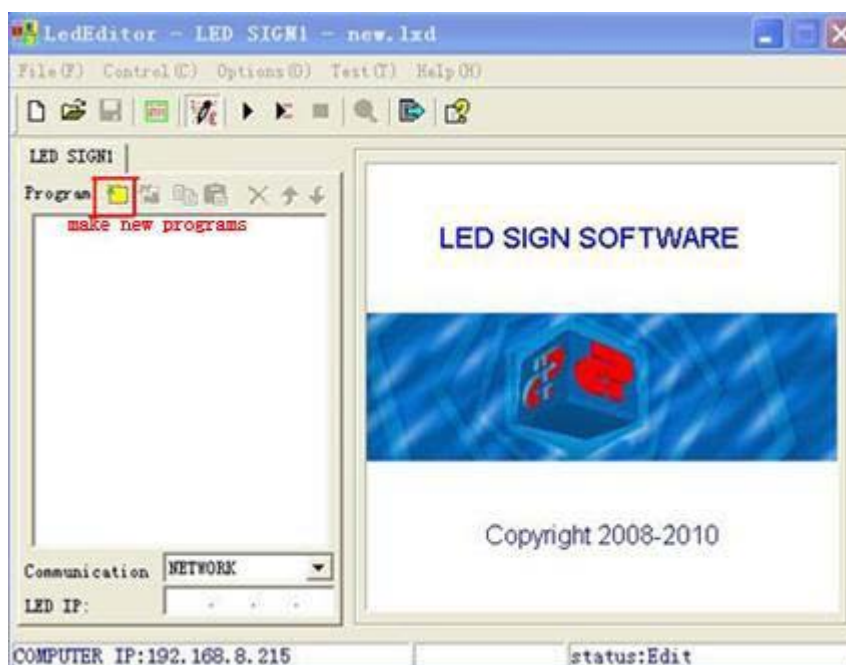 LedEditor - LED SIGN1 - new.lxd
File(F) Control(C) Options(O) Test(T) Help(H)
LED SIGN1
Program
make new programs
LED SIGN SOFTWARE
Copyright 2008-2010
Communication NETWORK
LED IP: . . .
COMPUTER IP:192.168.8.215 status:Edit